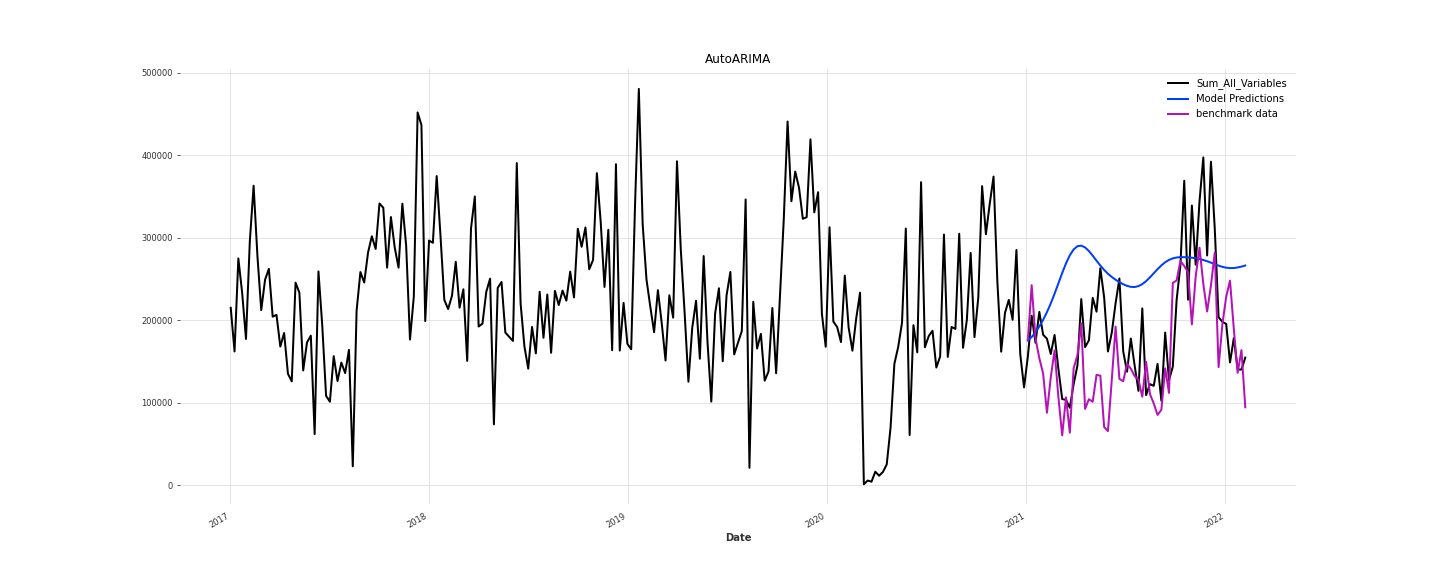 AutoARIMA
500000
400000
300000
200000
100000
0
Sum_All_Variables
Model Predictions
benchmark data
2017
2018
2019
2020
2021
2022
Date